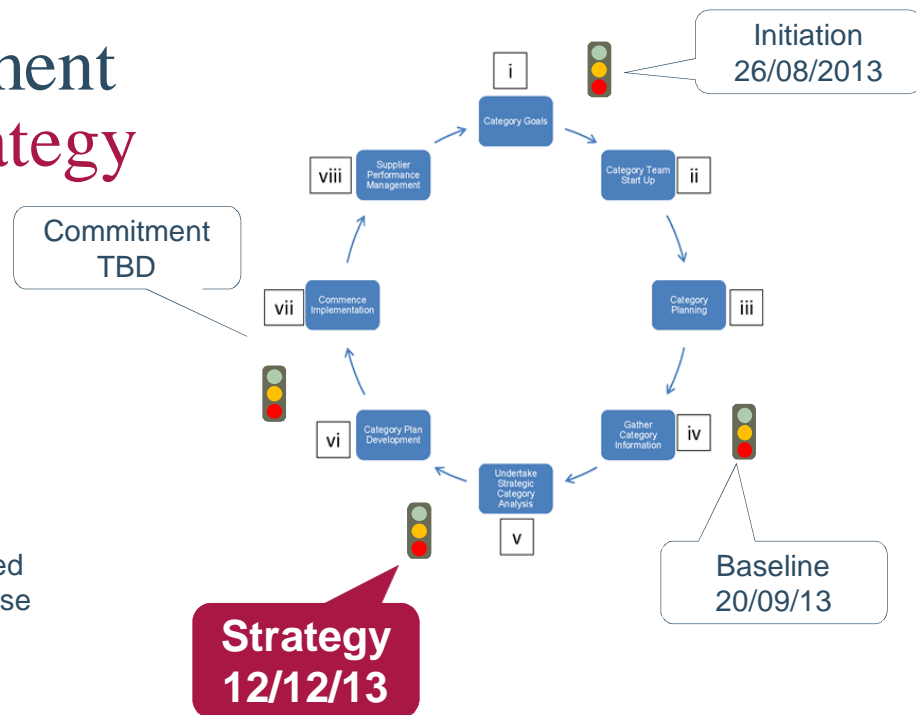 ment
ategy
Initiation
26/08/2013
i
Category Goals
viii
Supplier
Performance
Management
Category Team
Start Up
ii
Commitment
TBD
vii
Commence
Implementation
Category
Planning
iii
vi
Category Plan
Development
Gather
Category
Information
iv
Undertake
Strategic
Category
Analysis
v
ed
se
Baseline
20/09/13
Strategy
12/12/13